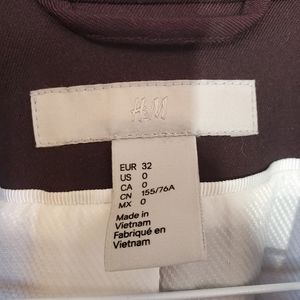 H&M
EUR 32
US 0
CA 0
CN 155/76A
MX 0
Made in
Vietnam
Fabriqué en
Vietnam